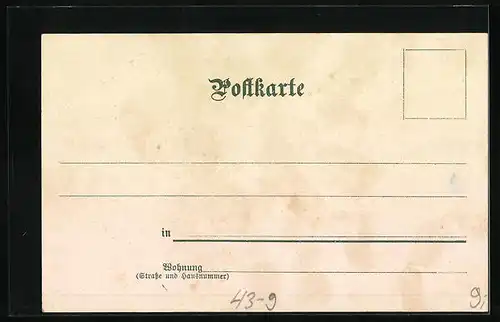 Postkarte
in
Wohnung
(Straße und Hausnummer)
43-9 9,-